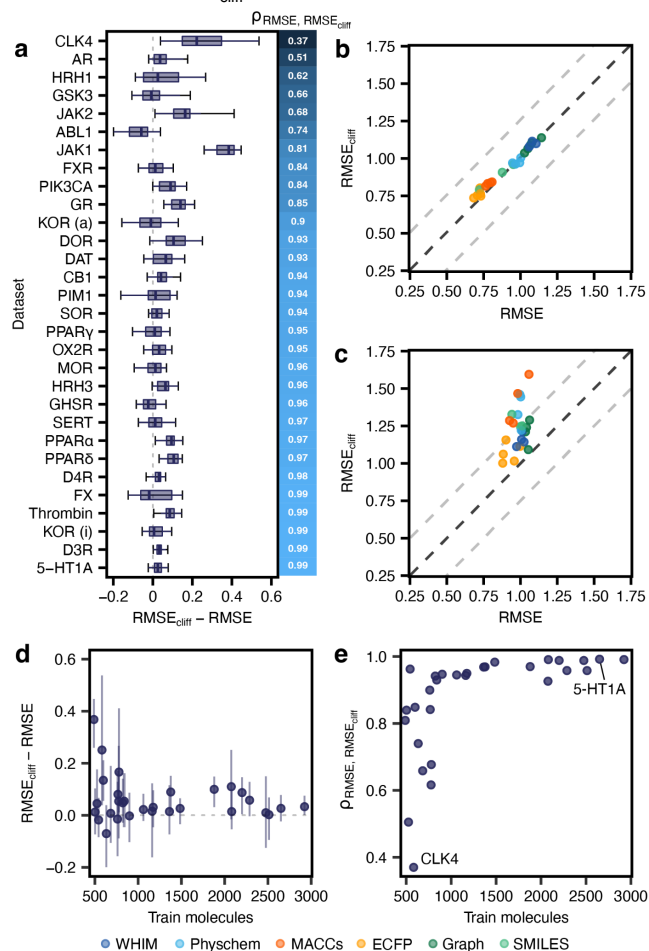 cliff
ρRMSE, RMSEcliff
a
CLK4 0.37
AR 0.51
HRH1 0.62
GSK3 0.66
JAK2 0.68
ABL1 0.74
JAK1 0.81
FXR 0.84
PIK3CA 0.84
GR 0.85
KOR (a) 0.9
DOR 0.93
DAT 0.93
CB1 0.94
PIM1 0.94
SOR 0.94
PPARγ 0.95
OX2R 0.95
MOR 0.96
HRH3 0.96
GHSR 0.96
SERT 0.97
PPARα 0.97
PPARδ 0.97
D4R 0.98
FX 0.99
Thrombin 0.99
KOR (i) 0.99
D3R 0.99
5−HT1A 0.99
Dataset
−0.2 0.0 0.2 0.4 0.6
RMSEcliff − RMSE
b
1.75
1.50
1.25
1.00
0.75
0.50
0.25
RMSEcliff
0.25 0.50 0.75 1.00 1.25 1.50 1.75
RMSE
c
1.75
1.50
1.25
1.00
0.75
0.50
0.25
RMSEcliff
0.25 0.50 0.75 1.00 1.25 1.50 1.75
RMSE
d
0.6
0.4
0.2
0.0
−0.2
RMSEcliff − RMSE
500 1000 1500 2000 2500 3000
Train molecules
e
1.0
0.8
0.6
0.4
ρRMSE, RMSEcliff
5-HT1A
CLK4
500 1000 1500 2000 2500 3000
Train molecules
WHIM Physchem MACCs ECFP Graph SMILES